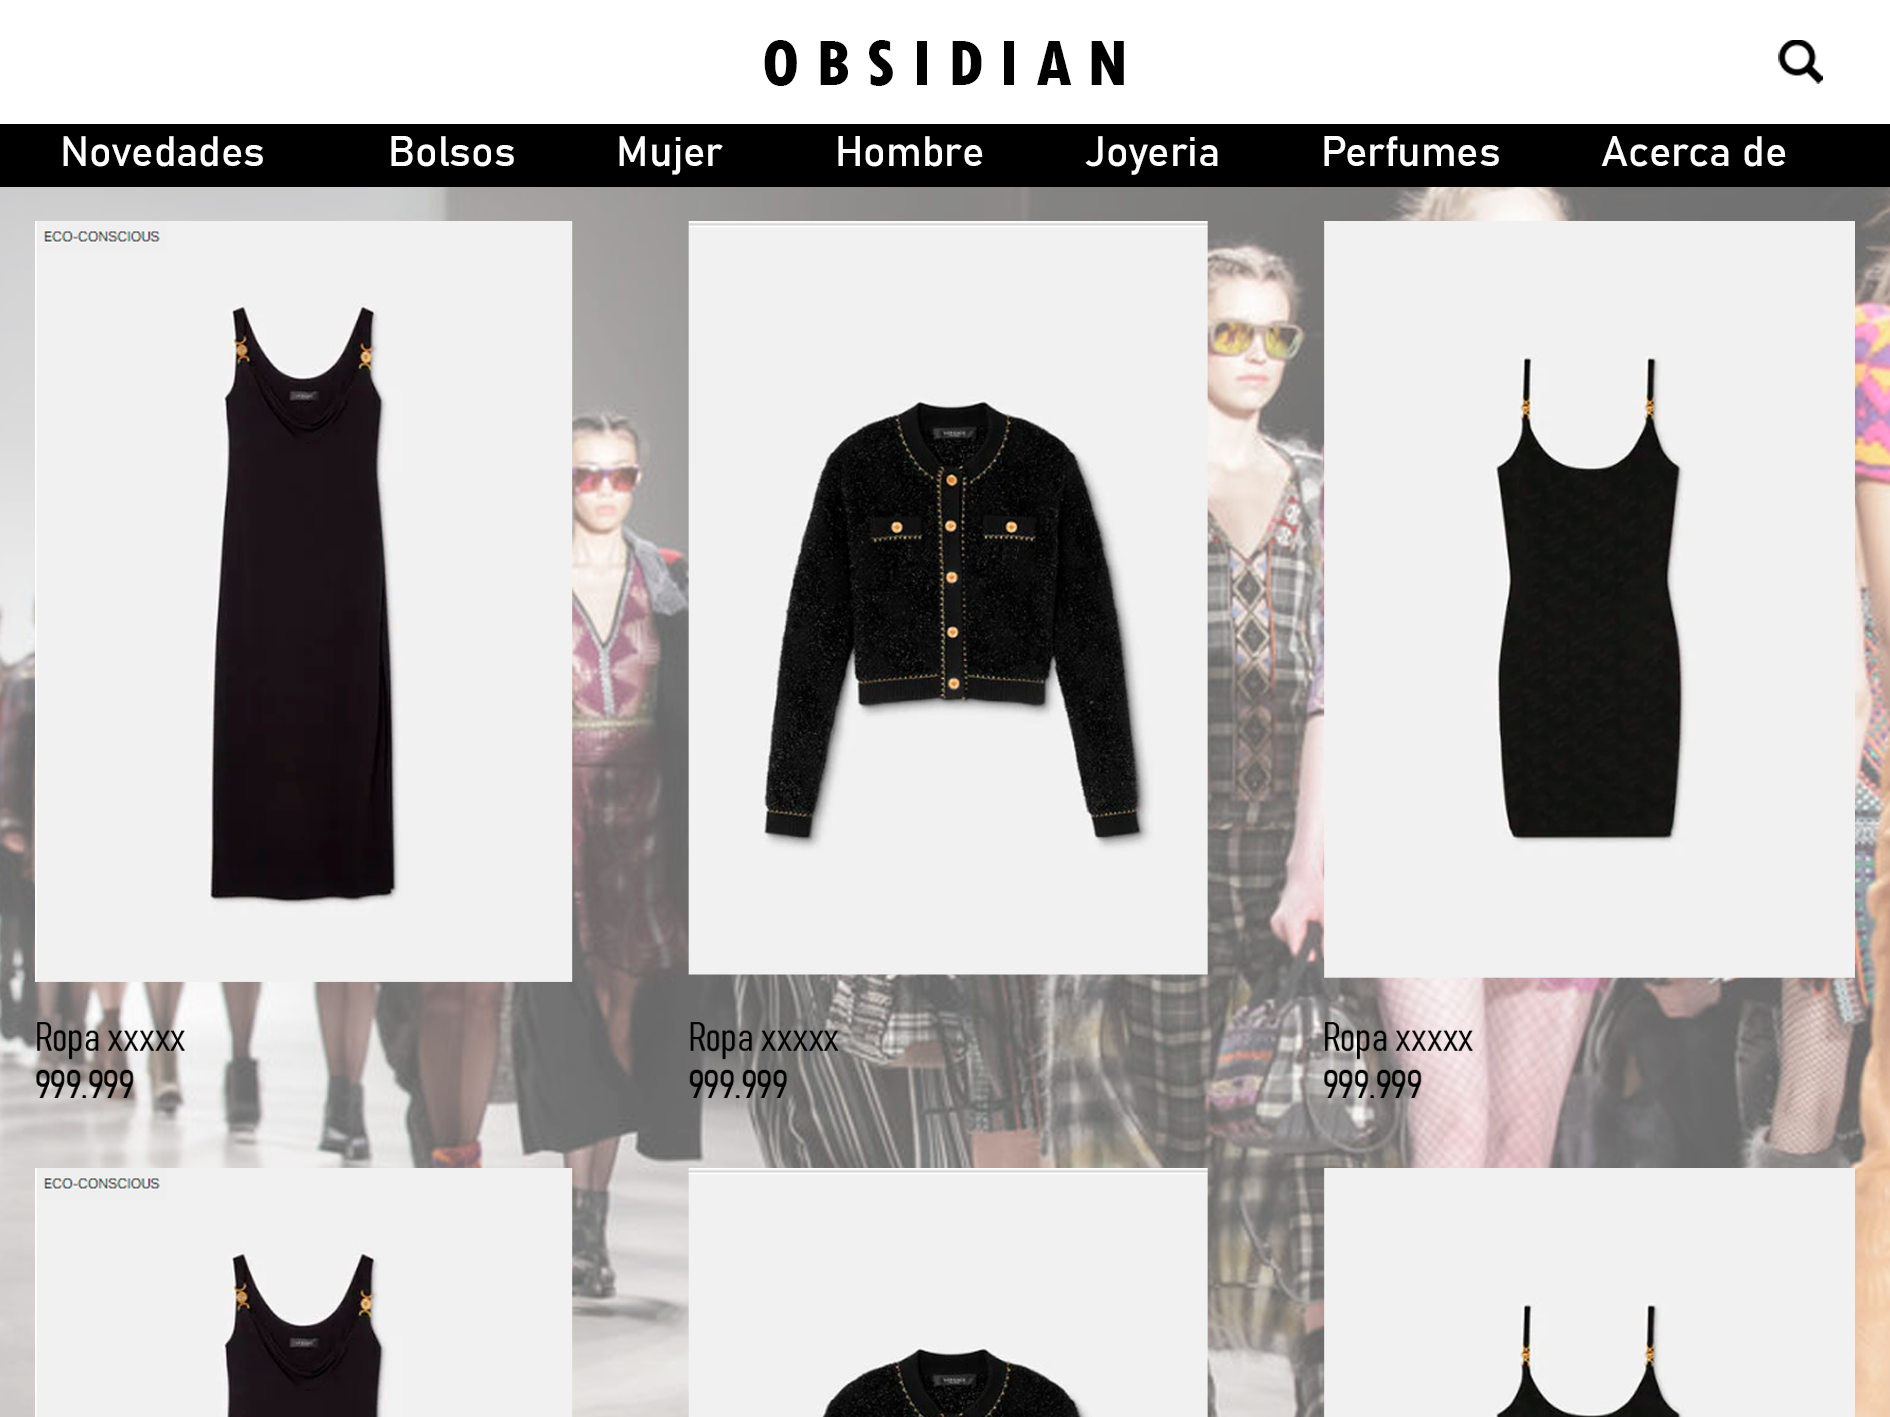 OBSIDIAN
Novedades Bolsos Mujer Hombre Joyeria Perfumes Acerca de
ECO-CONSCIOUS
Ropa xxxxx Ropa xxxxx Ropa xxxxx
999.999 999.999 999.999
ECO-CONSCIOUS